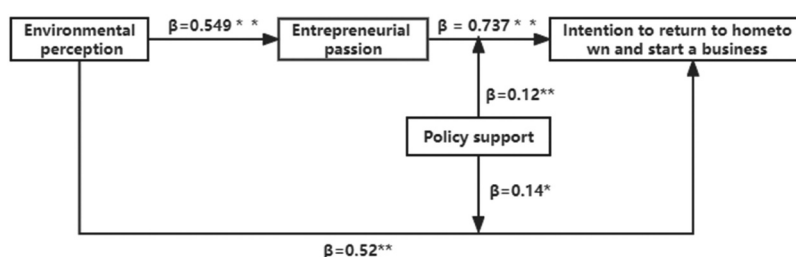 Environmental
perception
β=0.549 * *
Entrepreneurial
passion
β = 0.737 * *
Intention to return to hometo
wn and start a business
β=0.12**
Policy support
β=0.14*
β=0.52**